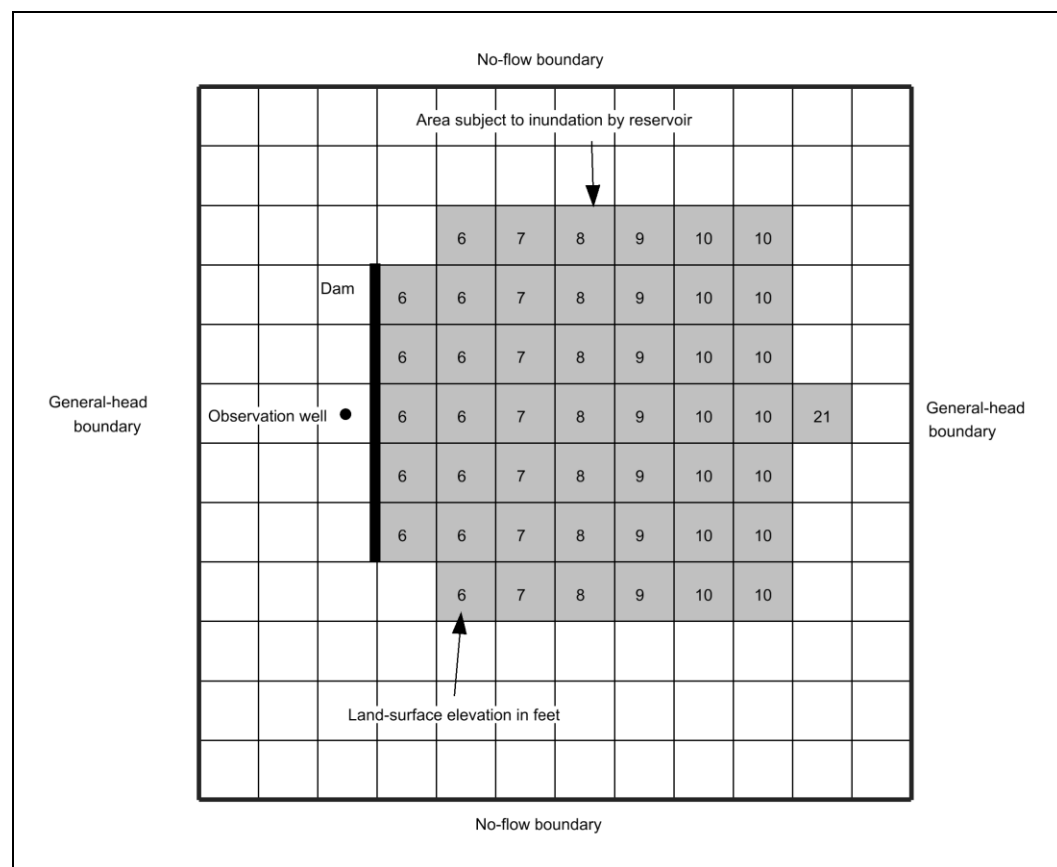 No-flow boundary
Area subject to inundation by reservoir
6 7 8 9 10 10
Dam
6 6 7 8 9 10 10
6 6 7 8 9 10 10
General-head
boundary
Observation well
6 6 7 8 9 10 10 21
General-head
boundary
6 6 7 8 9 10 10
6 6 7 8 9 10 10
6 7 8 9 10 10
Land-surface elevation in feet
No-flow boundary